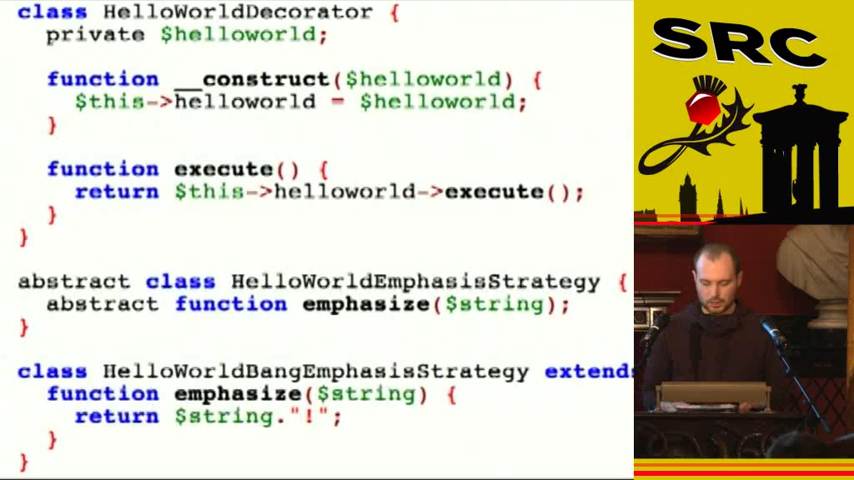 class HelloWorldDecorator {
private $helloworld;
function __construct($helloworld) {
$this->helloworld = $helloworld;
}
function execute() {
return $this->helloworld->execute();
}
}
abstract class HelloWorldEmphasisStrategy {
abstract function emphasize($string);
}
class HelloWorldBangEmphasisStrategy extends
function emphasize($string) {
return $string."!";
}
}
SRC